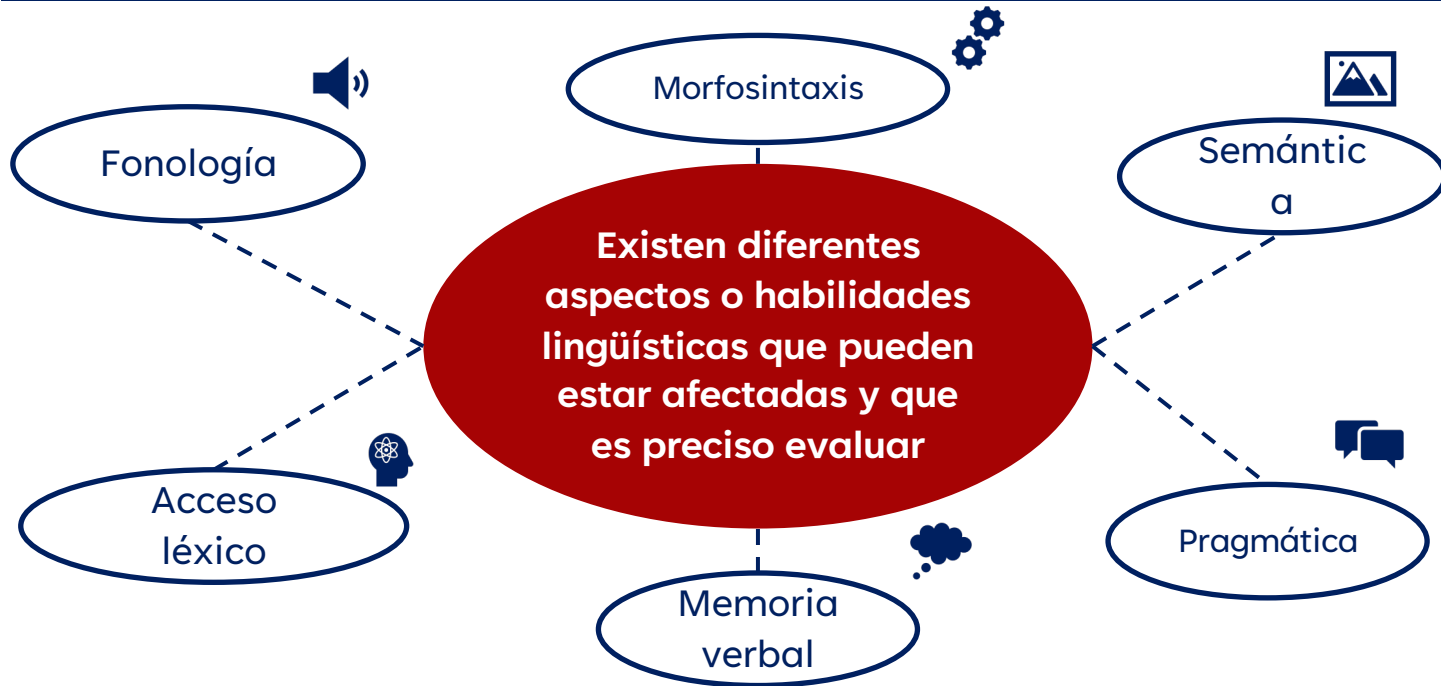 Morfosintaxis
Fonología
Semántic
a
Existen diferentes
aspectos o habilidades
lingüísticas que pueden
estar afectadas y que
es preciso evaluar
Acceso
léxico
Pragmática
Memoria
verbal